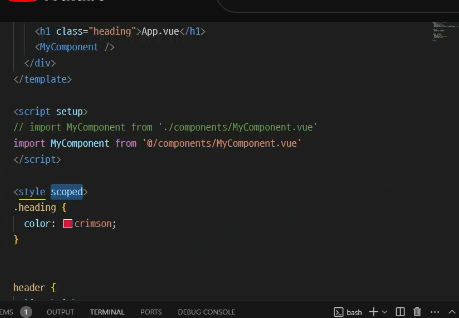 <h1 class="heading">App.vue</h1>
<MyComponent />
</div>
</template>
<script setup>
// import MyComponent from './components/MyComponent.vue'
import MyComponent from '@/components/MyComponent.vue'
</script>
<style scoped>
.heading {
color: crimson;
}
header {
EMS 1 OUTPUT TERMINAL PORTS DEBUG CONSOLE bash